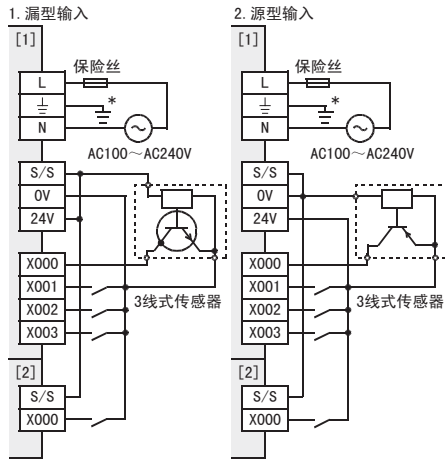 1. 漏型输入
[1]
保险丝
L
*
N
AC100～AC240V
S/S
0V
24V
X000
X001
X002
X003
3线式传感器
[2]
S/S
X000
2. 源型输入
[1]
保险丝
L
*
N
AC100～AC240V
S/S
0V
24V
X000
X001
X002
X003
3线式传感器
[2]
S/S
X000